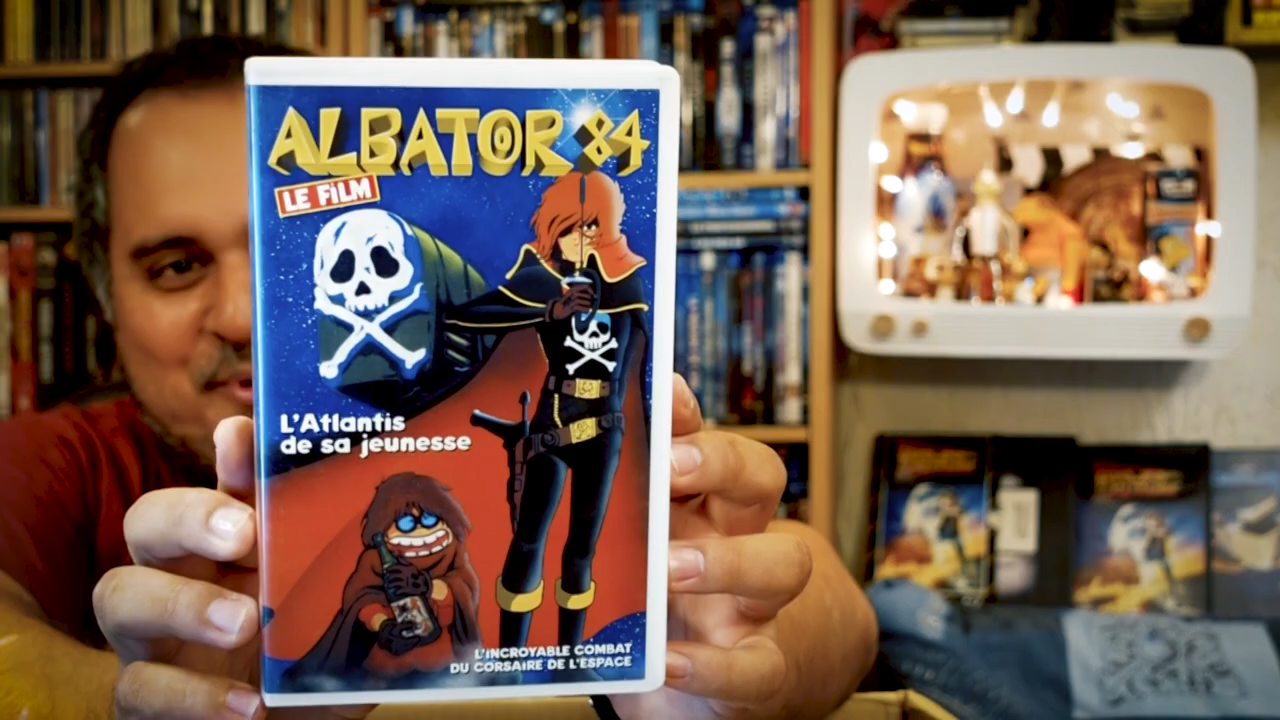 ALBATOR 84
LE FiLM
L'Atlantis
de sa jeunesse
L'INCROYABLE COMBAT
DU CORSAIRE DE L'ESPACE